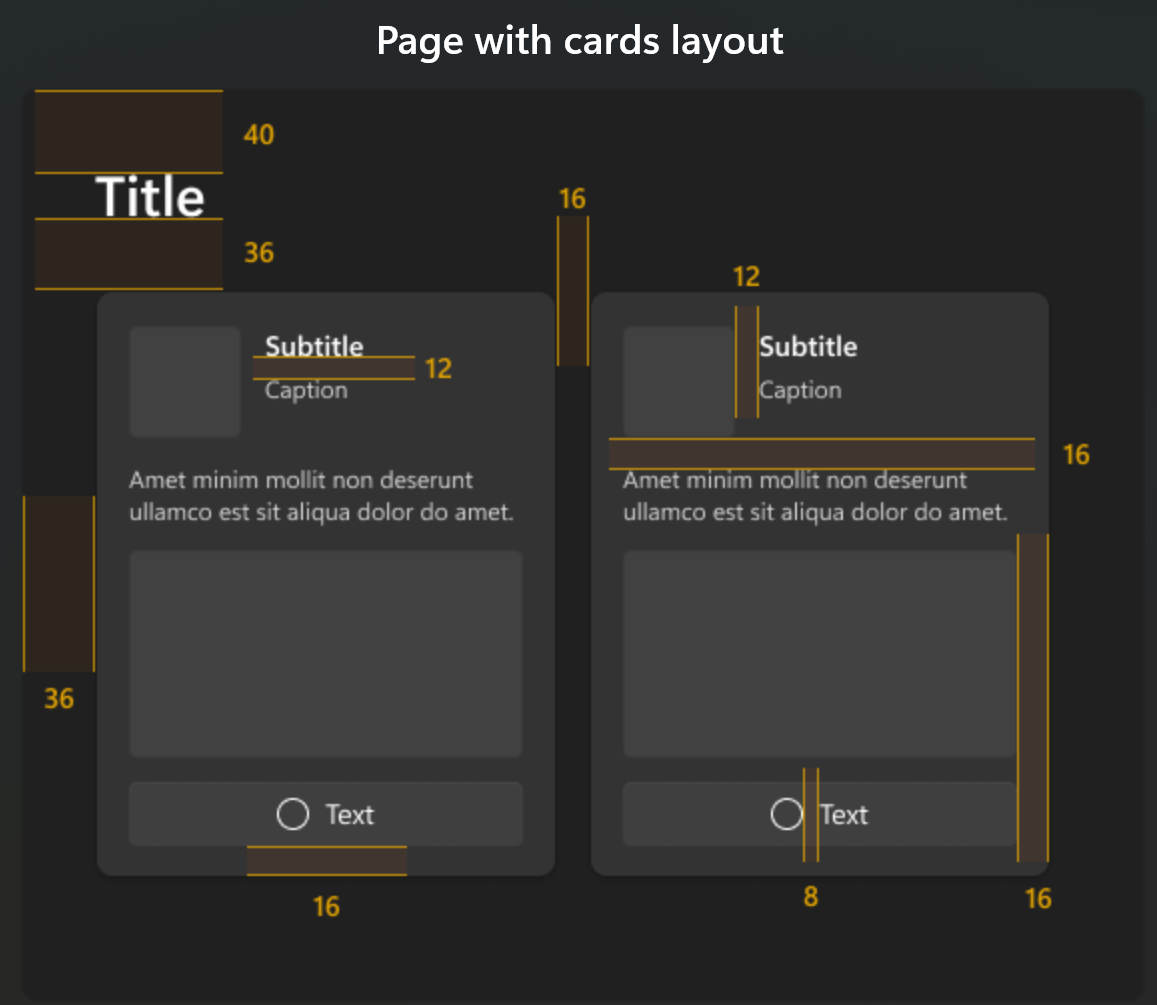 Page with cards layout
40
Title
16
36
12
Subtitle
12
Caption
Subtitle
Caption
16
Amet minim mollit non deserunt
ullamco est sit aliqua dolor do amet.
Amet minim mollit non deserunt
ullamco est sit aliqua dolor do amet.
36
Text
Text
16
8
16